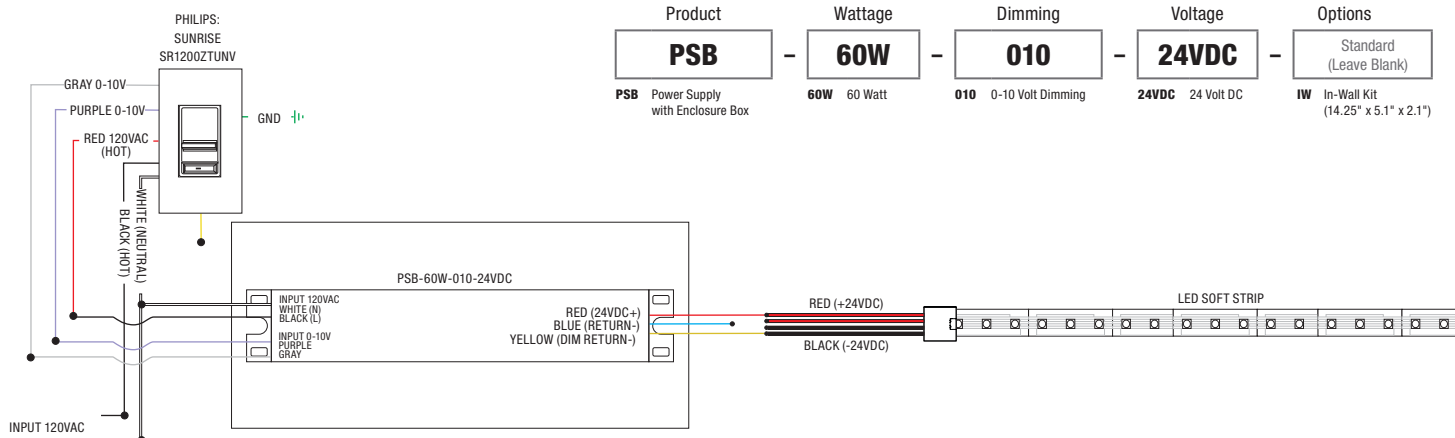 PHILIPS:
SUNRISE
SR1200ZTUNV
GRAY 0-10V
PURPLE 0-10V
RED 120VAC
(HOT)
GND
WHITE (NEUTRAL)
BLACK (HOT)
INPUT 120VAC
Product Wattage Dimming Voltage Options
PSB – 60W – 010 – 24VDC – Standard
(Leave Blank)
PSB Power Supply
with Enclosure Box
60W 60 Watt
010 0-10 Volt Dimming
24VDC 24 Volt DC
IW In-Wall Kit
(14.25" x 5.1" x 2.1")
PSB-60W-010-24VDC
INPUT 120VAC
WHITE (N)
BLACK (L)
INPUT 0-10V
PURPLE
GRAY
RED (24VDC+)
BLUE (RETURN-)
YELLOW (DIM RETURN-)
RED (+24VDC)
BLACK (-24VDC)
LED SOFT STRIP